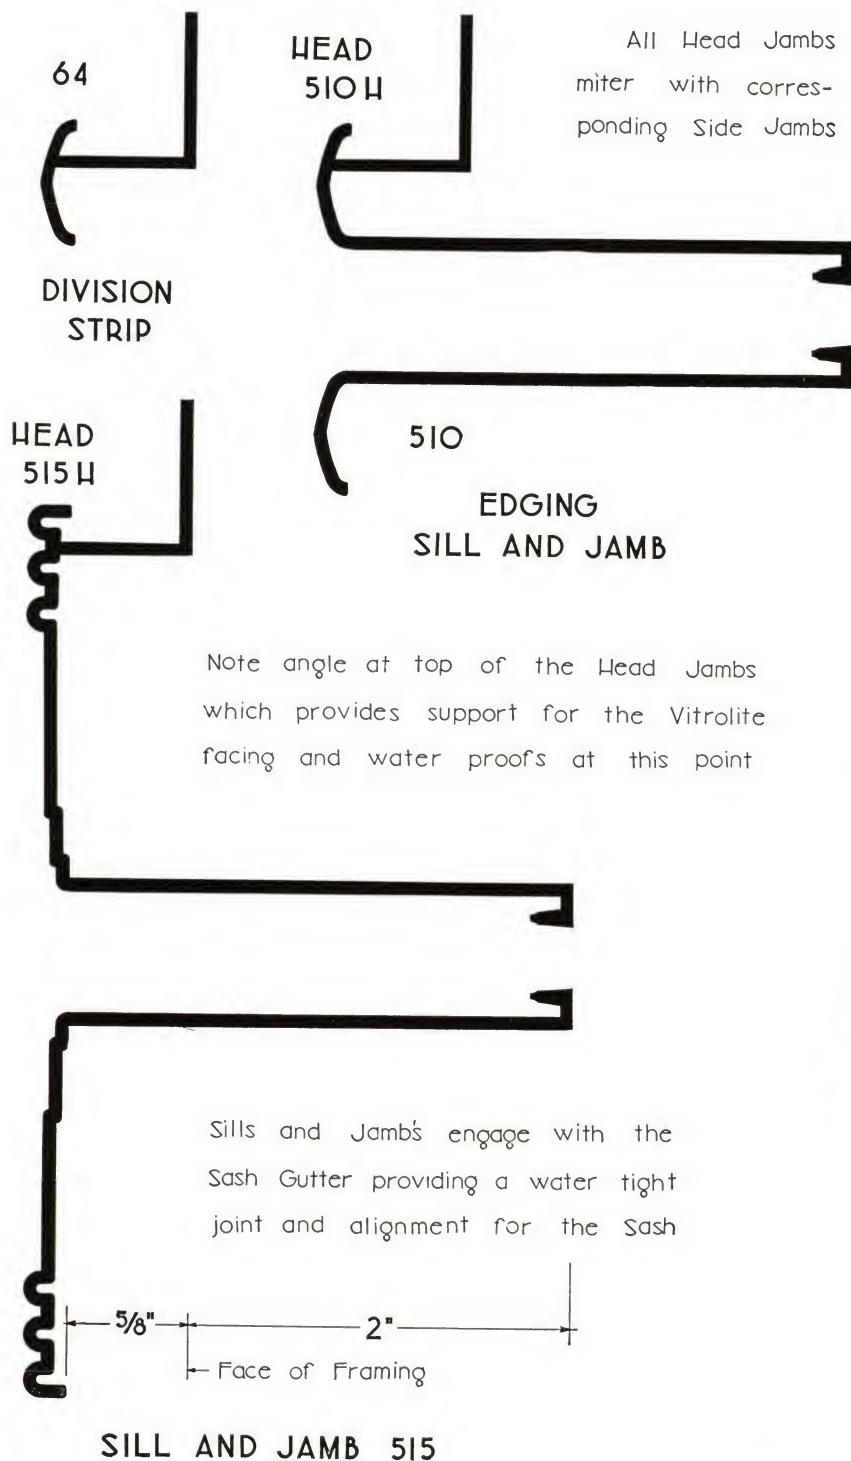 64
HEAD
510 H
All Head Jambs
miter with corres-
ponding Side Jambs
DIVISION
STRIP
HEAD
515 H
510
EDGING
SILL AND JAMB
Note angle at top of the Head Jambs
which provides support for the Vitrolite
facing and water proofs at this point
Sills and Jamb's engage with the
Sash Gutter providing a water tight
joint and alignment for the Sash
5/8"
2"
Face of Framing
SILL AND JAMB 515